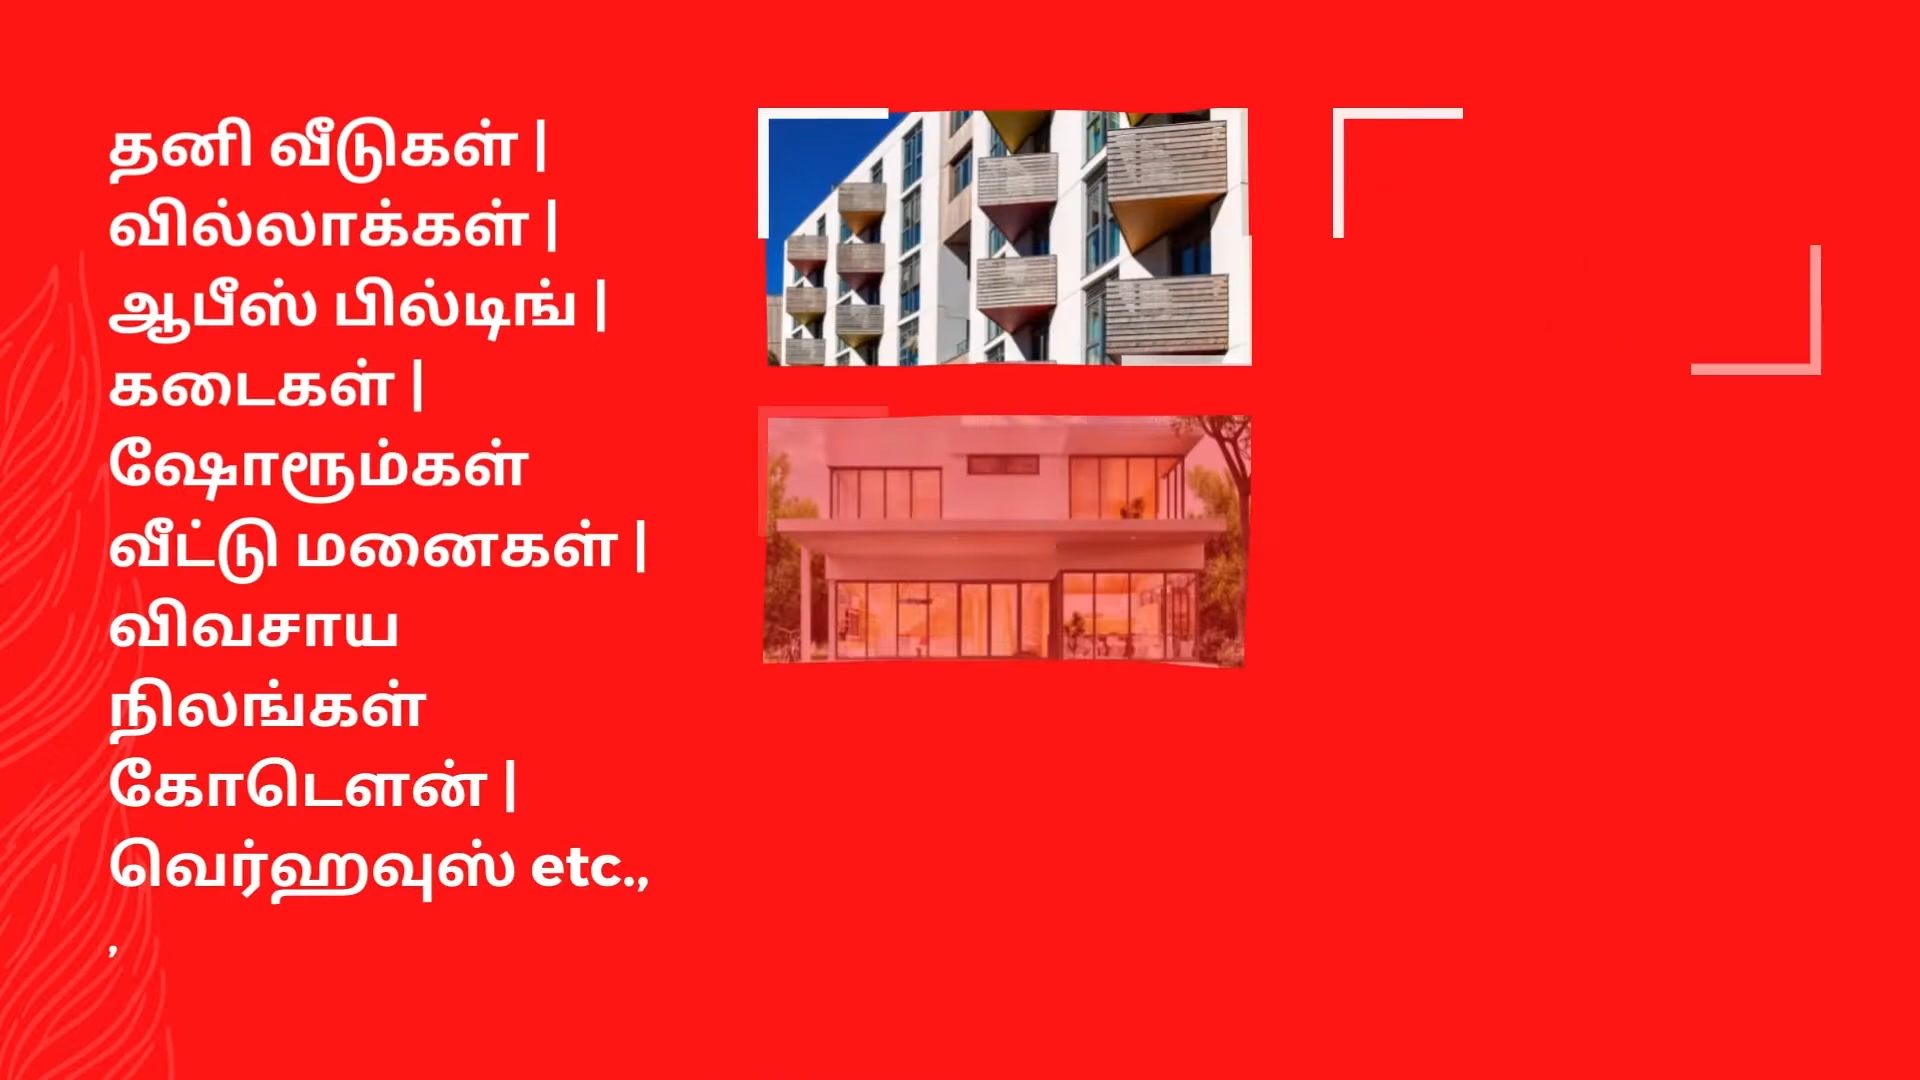 தனி வீடுகள் |
வில்லாக்கள் |
ஆபீஸ் பில்டிங் |
கடைகள் |
ஷோரூம்கள்
வீட்டு மனைகள் |
விவசாய
நிலங்கள்
கோடௌன் |
வெர்ஹவுஸ் etc.,
,